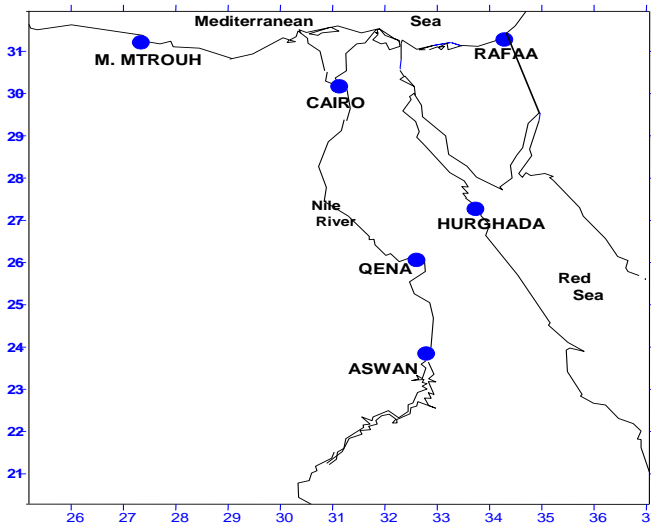 Mediterranean Sea
31
M. MTROUH
RAFAA
30
CAIRO
29
28
27
Nile
River
HURGHADA
26
QENA
Red
Sea
25
24
ASWAN
23
22
21
26 27 28 29 30 31 32 33 34 35 36